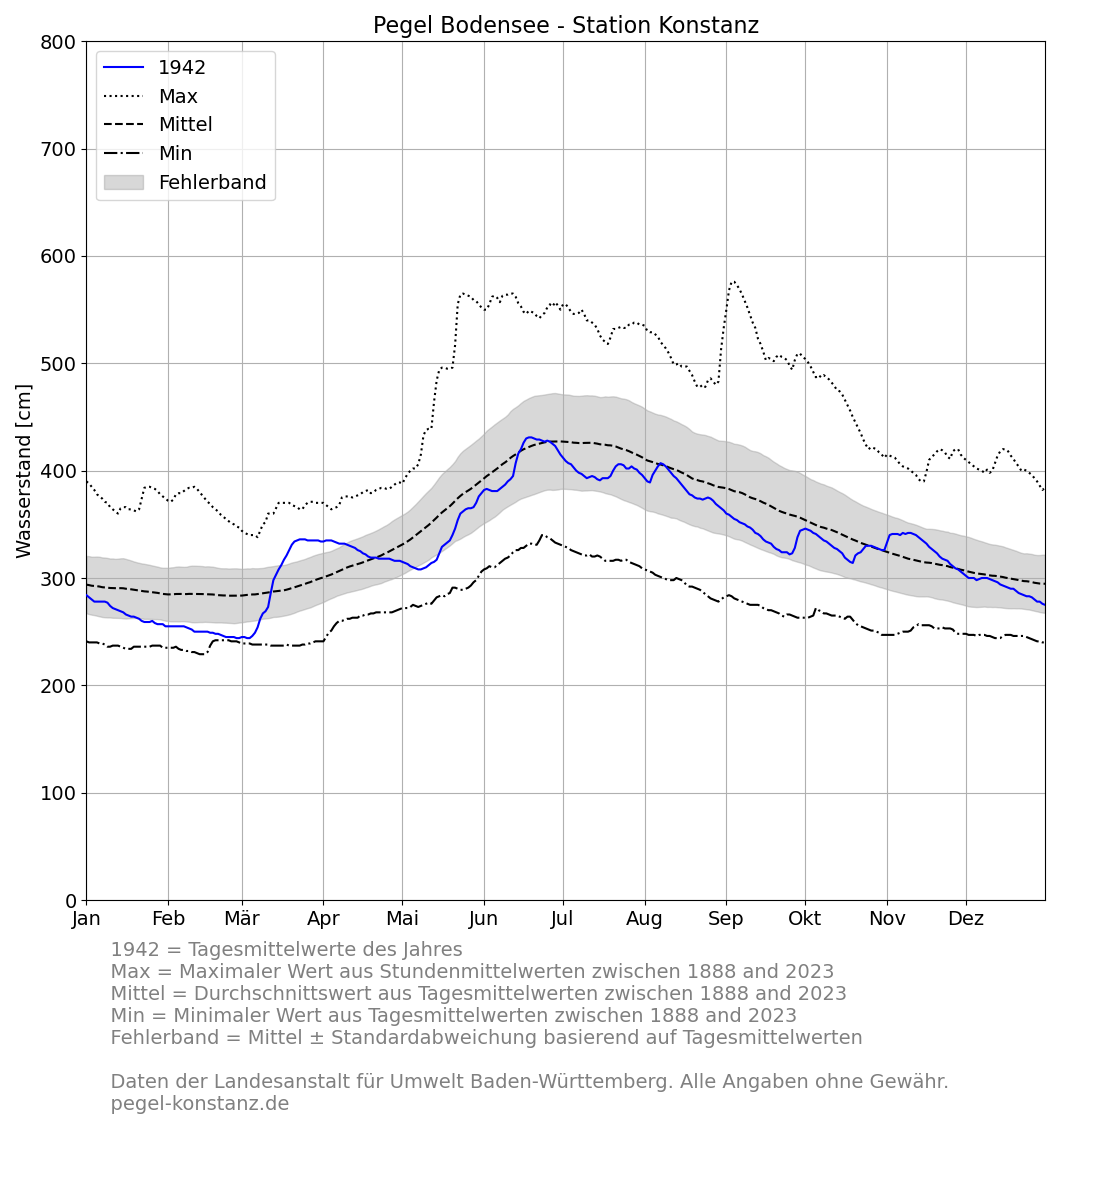 Pegel Bodensee - Station Konstanz
800
700
600
500
400
300
200
100
0
Wasserstand [cm]
1942
Max
Mittel
Min
Fehlerband
Jan Feb Mär Apr Mai Jun Jul Aug Sep Okt Nov Dez
1942 = Tagesmittelwerte des Jahres
Max = Maximaler Wert aus Stundenmittelwerten zwischen 1888 and 2023
Mittel = Durchschnittswert aus Tagesmittelwerten zwischen 1888 and 2023
Min = Minimaler Wert aus Tagesmittelwerten zwischen 1888 and 2023
Fehlerband = Mittel ± Standardabweichung basierend auf Tagesmittelwerten
Daten der Landesanstalt für Umwelt Baden-Württemberg. Alle Angaben ohne Gewähr.
pegel-konstanz.de